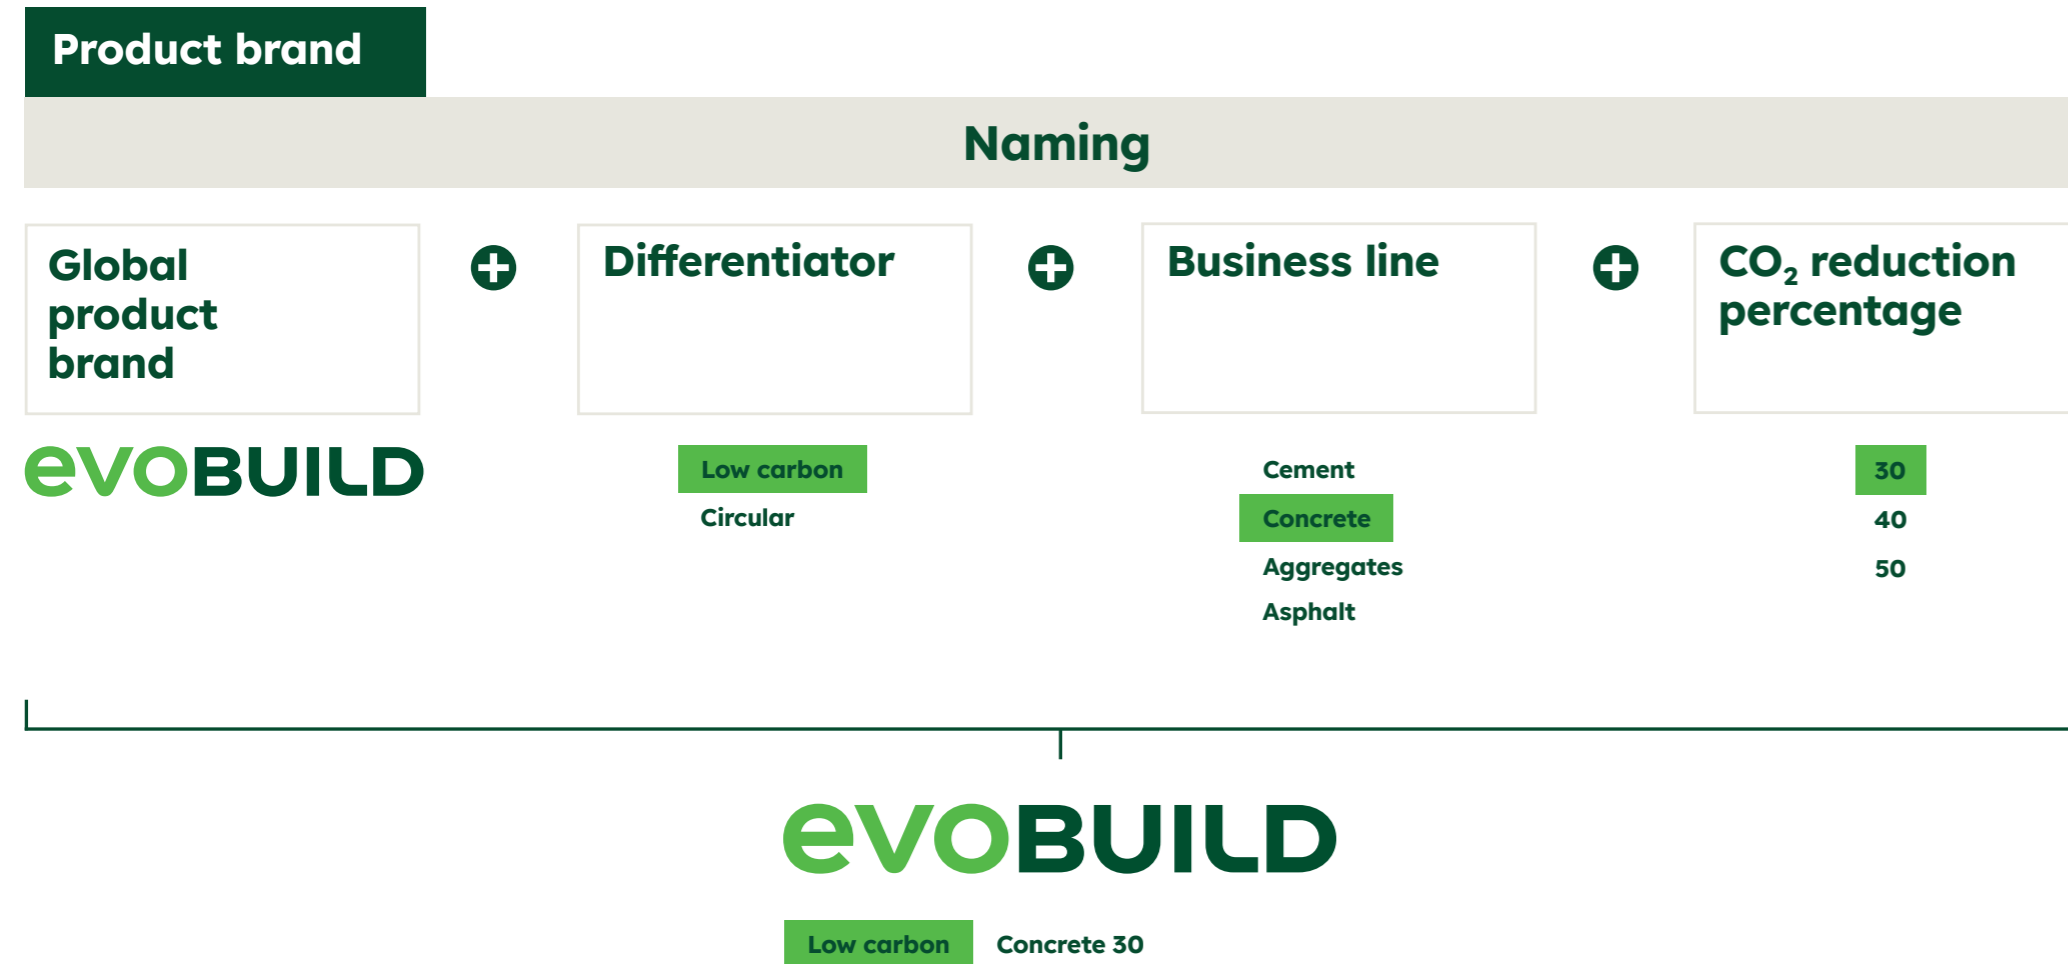 Product brand
Naming
Global
product
brand
Differentiator
Business line
CO₂ reduction
percentage
evoBUILD
Low carbon
Circular
Cement
Concrete
Aggregates
Asphalt
30
40
50
evoBUILD
Low carbon Concrete 30